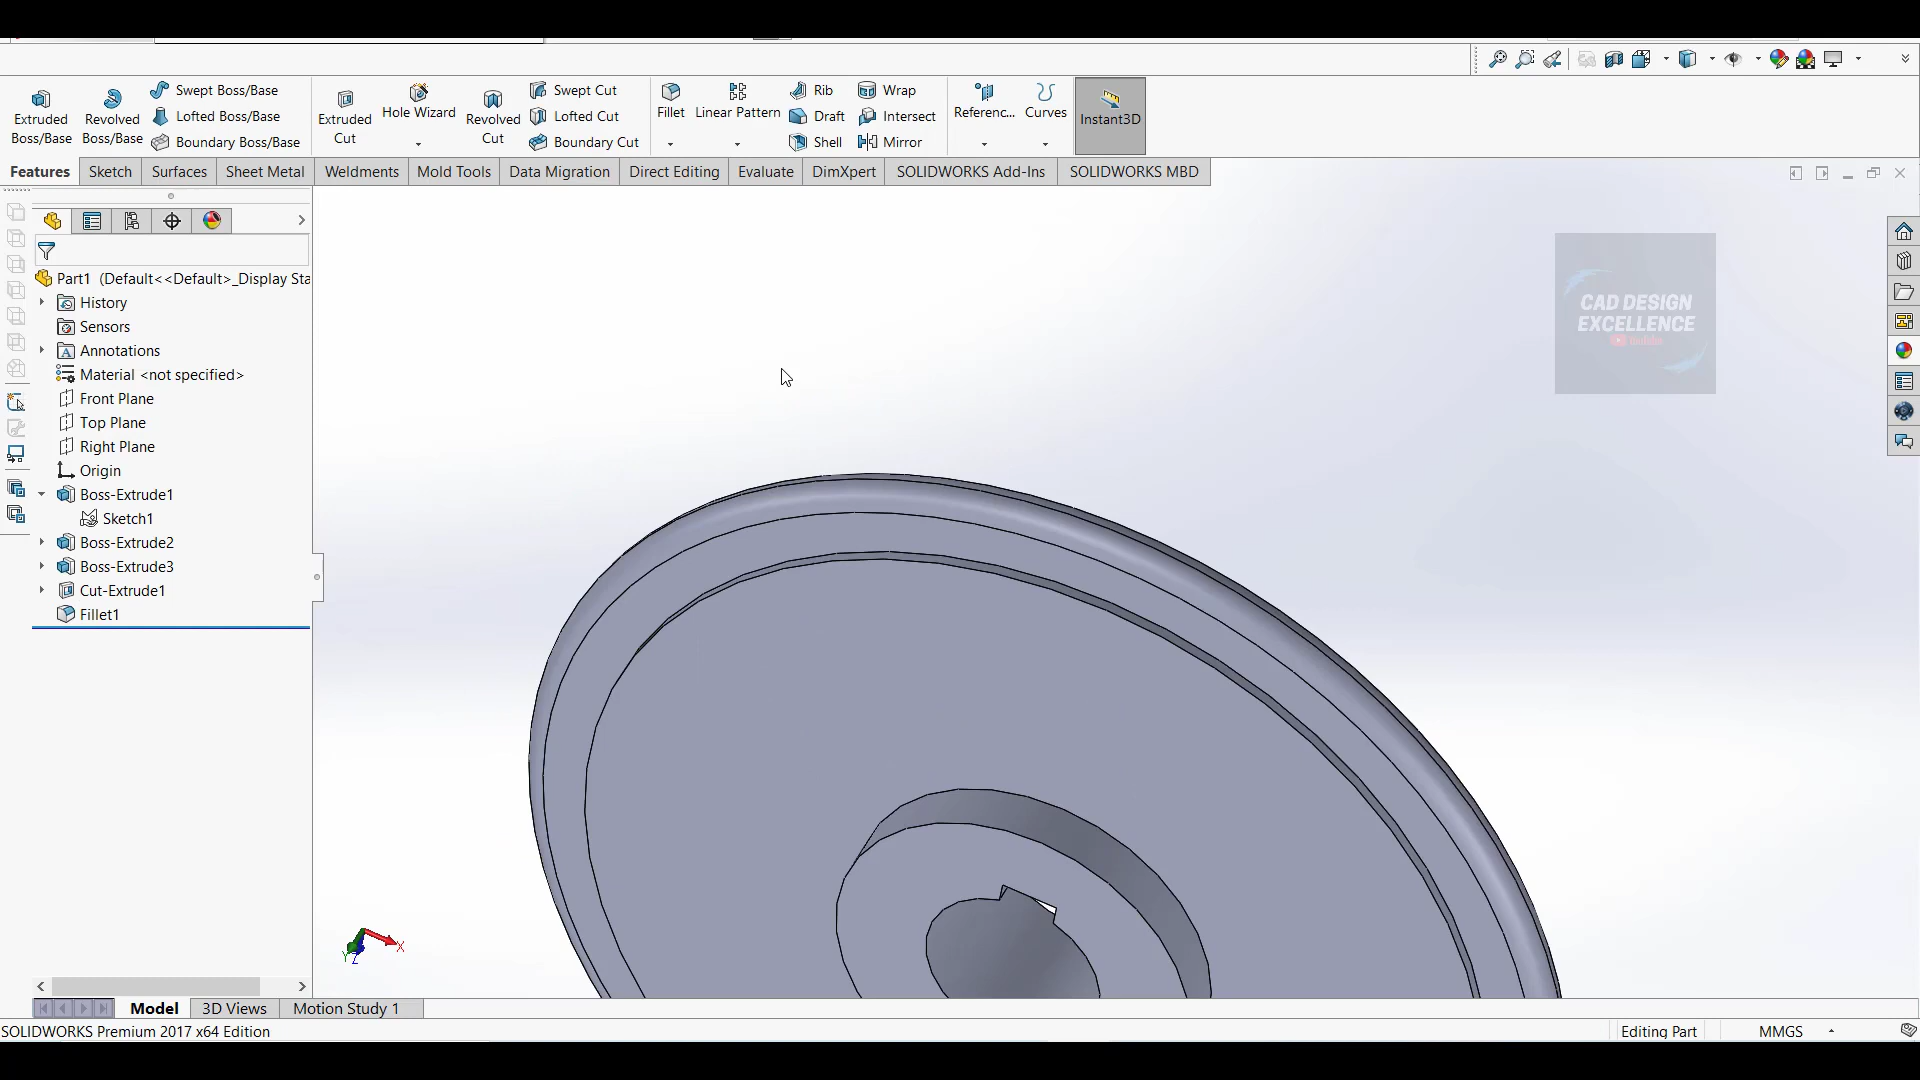 Extruded Boss/Base
Revolved Boss/Base
Swept Boss/Base
Lofted Boss/Base
Boundary Boss/Base
Extruded Cut
Hole Wizard
Revolved Cut
Swept Cut
Lofted Cut
Boundary Cut
Fillet
Linear Pattern
Rib
Draft
Shell
Wrap
Intersect
Mirror
Referenc...
Curves
Instant3D
Features Sketch Surfaces Sheet Metal Weldments Mold Tools Data Migration Direct Editing Evaluate DimXpert SOLIDWORKS Add-Ins SOLIDWORKS MBD
Part1 (Default<<Default>_Display Sta
History
Sensors
Annotations
Material <not specified>
Front Plane
Top Plane
Right Plane
Origin
Boss-Extrude1
Sketch1
Boss-Extrude2
Boss-Extrude3
Cut-Extrude1
Fillet1
CAD DESIGN
EXCELLENCE
YouTube
X
Y
Z
Model 3D Views Motion Study 1
SOLIDWORKS Premium 2017 x64 Edition
Editing Part
MMGS